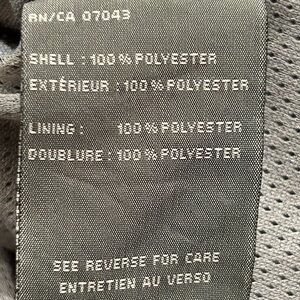 RN/CA 07043
SHELL : 100 % POLYESTER
EXTÉRIEUR : 100 % POLYESTER
LINING : 100 % POLYESTER
DOUBLURE : 100 % POLYESTER
SEE REVERSE FOR CARE
ENTRETIEN AU VERSO